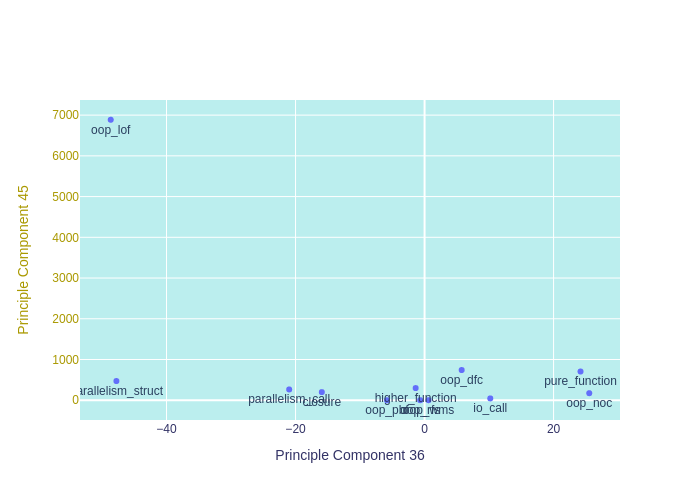 7000
oop_lof
6000
5000
4000
3000
2000
1000
oop_dfc
pure_function
arallelism_struct
higher_function
parallelism_call
closure
oop_noc
io_call
0
−40
−20
0
20
Principle Component 36
Principle Component 45